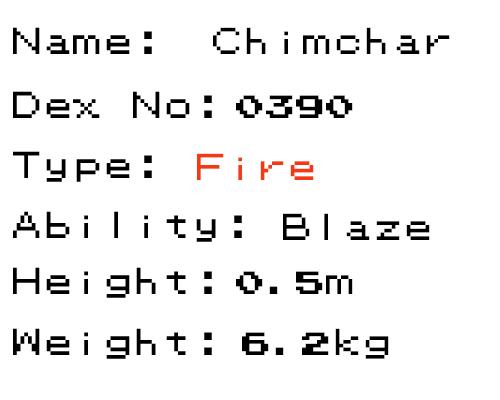 Name: Chimchar
Dex No: 0390
Type: Fire
Ability: Blaze
Height: 0.5m
Weight: 6.2kg